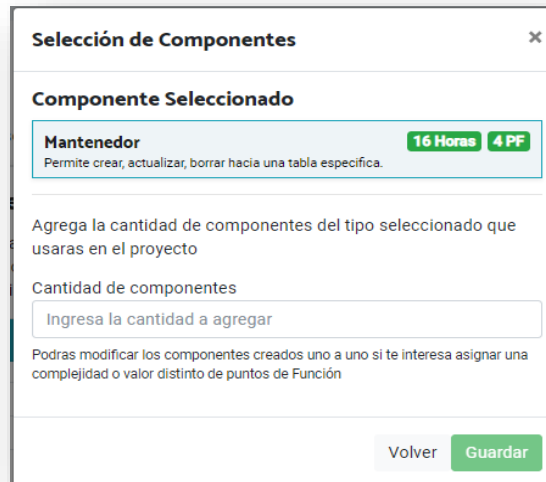 Selección de Componentes
×
Componente Seleccionado
Mantenedor 16 Horas 4 PF
Permite crear, actualizar, borrar hacia una tabla especifica.
Agrega la cantidad de componentes del tipo seleccionado que
usaras en el proyecto
Cantidad de componentes
Ingresa la cantidad a agregar
Podras modificar los componentes creados uno a uno si te interesa asignar una
complejidad o valor distinto de puntos de Función
Volver Guardar